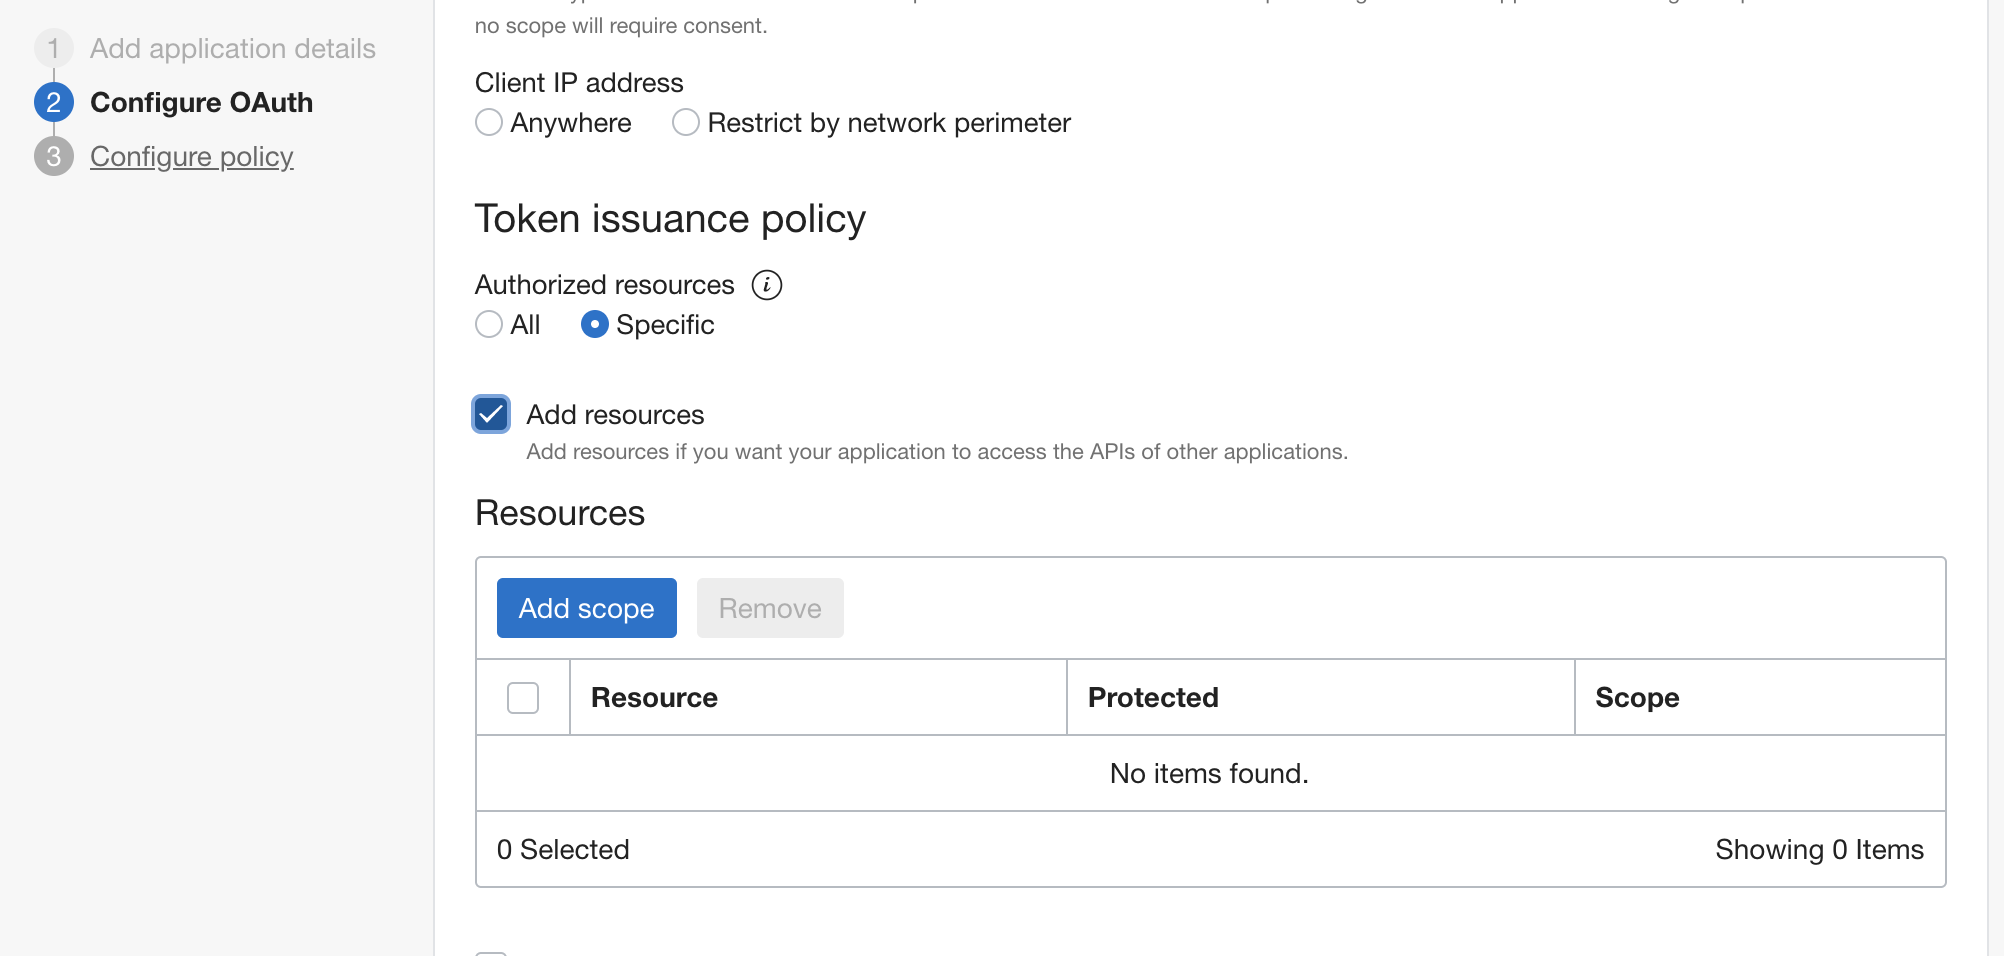 1 Add application details
2 Configure OAuth
3 Configure policy
no scope will require consent.
Client IP address
Anywhere Restrict by network perimeter
Token issuance policy
Authorized resources i
All Specific
Add resources
Add resources if you want your application to access the APIs of other applications.
Resources
Add scope Remove
Resource Protected Scope
No items found.
0 Selected Showing 0 Items